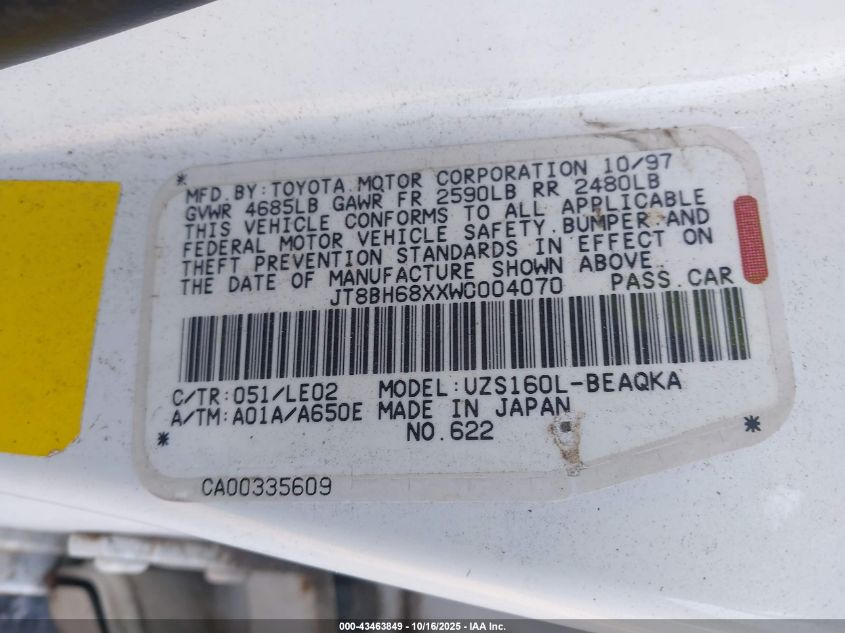 MFD. BY: TOYOTA MOTOR CORPORATION 10/97
GVWR 4685LB GAWR FR 2590LB RR 2480LB
THIS VEHICLE CONFORMS TO ALL APPLICABLE
FEDERAL MOTOR VEHICLE SAFETY, BUMPER, AND
THEFT PREVENTION STANDARDS IN EFFECT ON
THE DATE OF MANUFACTURE SHOWN ABOVE.
JT8BH68XXWC004070 PASS. CAR
C/TR: 051/LE02 MODEL: UZS160L-BEAQKA
A/TM: A01A/A650E MADE IN JAPAN
NO. 622
CA00335609
000-43463849 - 10/16/2025 - IAA Inc.